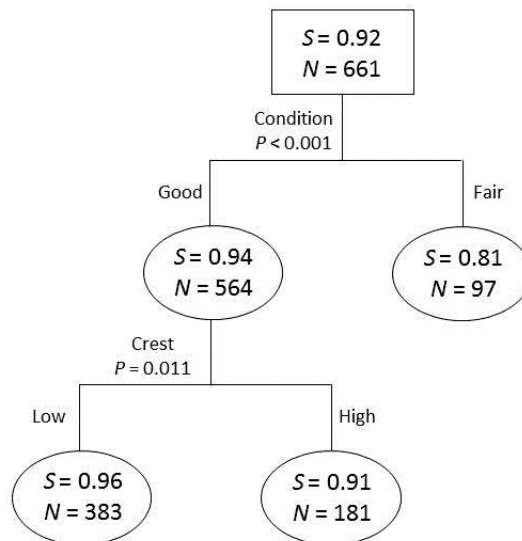 S = 0.92
N = 661
Condition
P < 0.001
Good
Fair
S = 0.94
N = 564
S = 0.81
N = 97
Crest
P = 0.011
Low
High
S = 0.96
N = 383
S = 0.91
N = 181